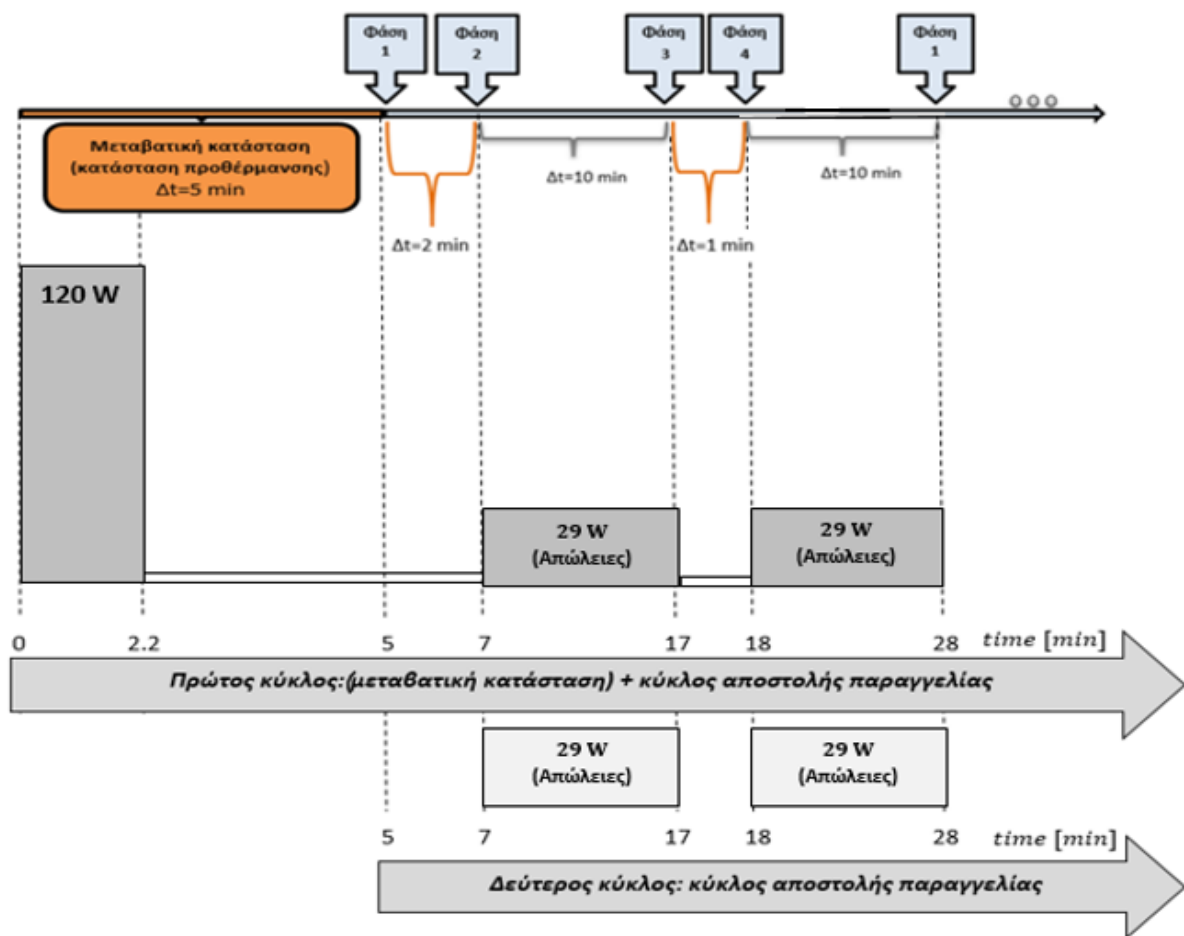 Φάση
1
Φάση
2
Φάση
3
Φάση
4
Φάση
1
Μεταβατική κατάσταση
(κατάσταση προθέρμανσης)
Δt=5 min
Δt=2 min
Δt=10 min
Δt=1 min
Δt=10 min
120 W
29 W
(Απώλειες)
29 W
(Απώλειες)
0 2.2 5 7 17 18 28 time [min]
Πρώτος κύκλος:(μεταβατική κατάσταση) + κύκλος αποστολής παραγγελίας
29 W
(Απώλειες)
29 W
(Απώλειες)
5 7 17 18 28 time [min]
Δεύτερος κύκλος: κύκλος αποστολής παραγγελίας